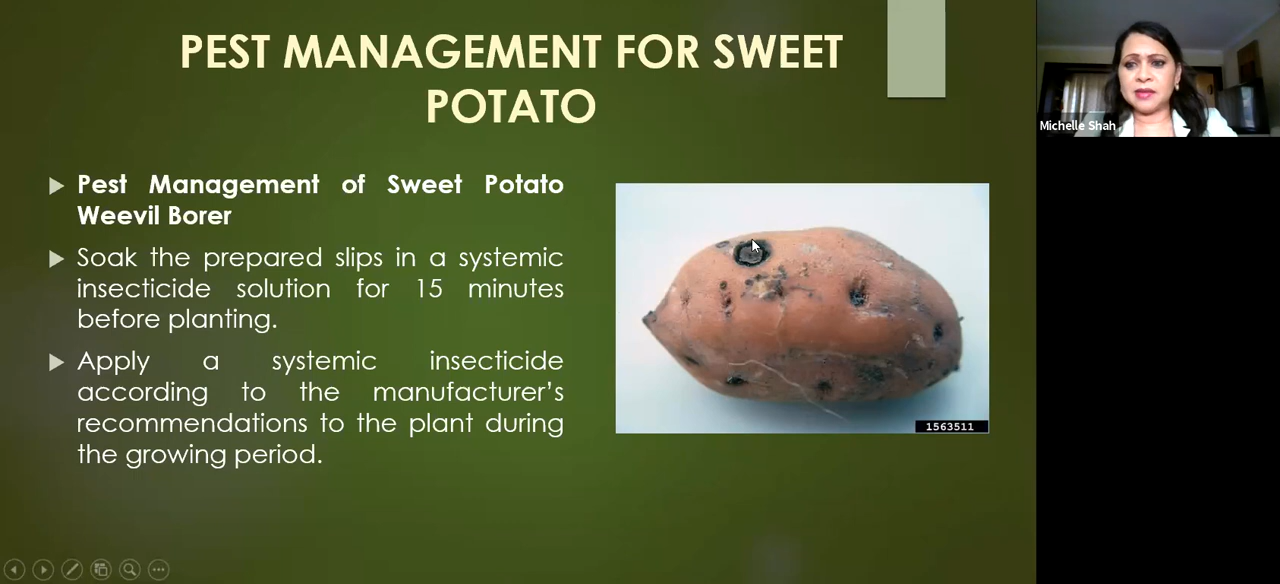 PEST MANAGEMENT FOR SWEET
POTATO
Pest Management of Sweet Potato
Weevil Borer
Soak the prepared slips in a systemic
insecticide solution for 15 minutes
before planting.
Apply a systemic insecticide
according to the manufacturer’s
recommendations to the plant during
the growing period.
1563511
Michelle Shah